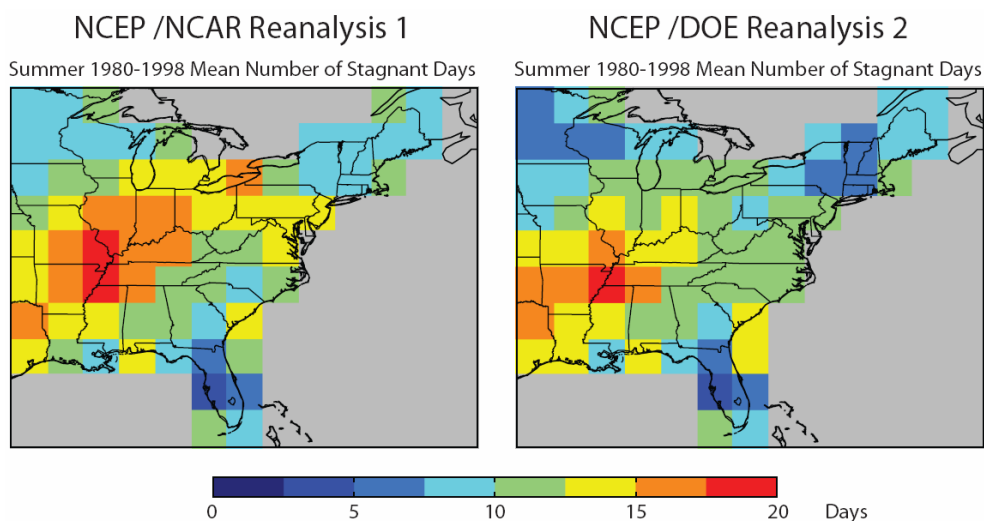 NCEP /NCAR Reanalysis 1
Summer 1980-1998 Mean Number of Stagnant Days
NCEP /DOE Reanalysis 2
Summer 1980-1998 Mean Number of Stagnant Days
0 5 10 15 20 Days